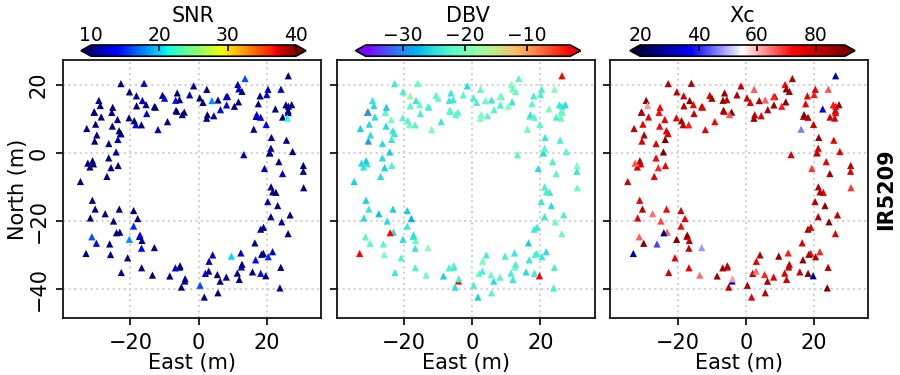 SNR DBV Xc
10 20 30 40 −30 −20 −10 20 40 60 80
20
0
−20
−40
North (m)
IR5209
−20 0 20 −20 0 20 −20 0 20
East (m) East (m) East (m)